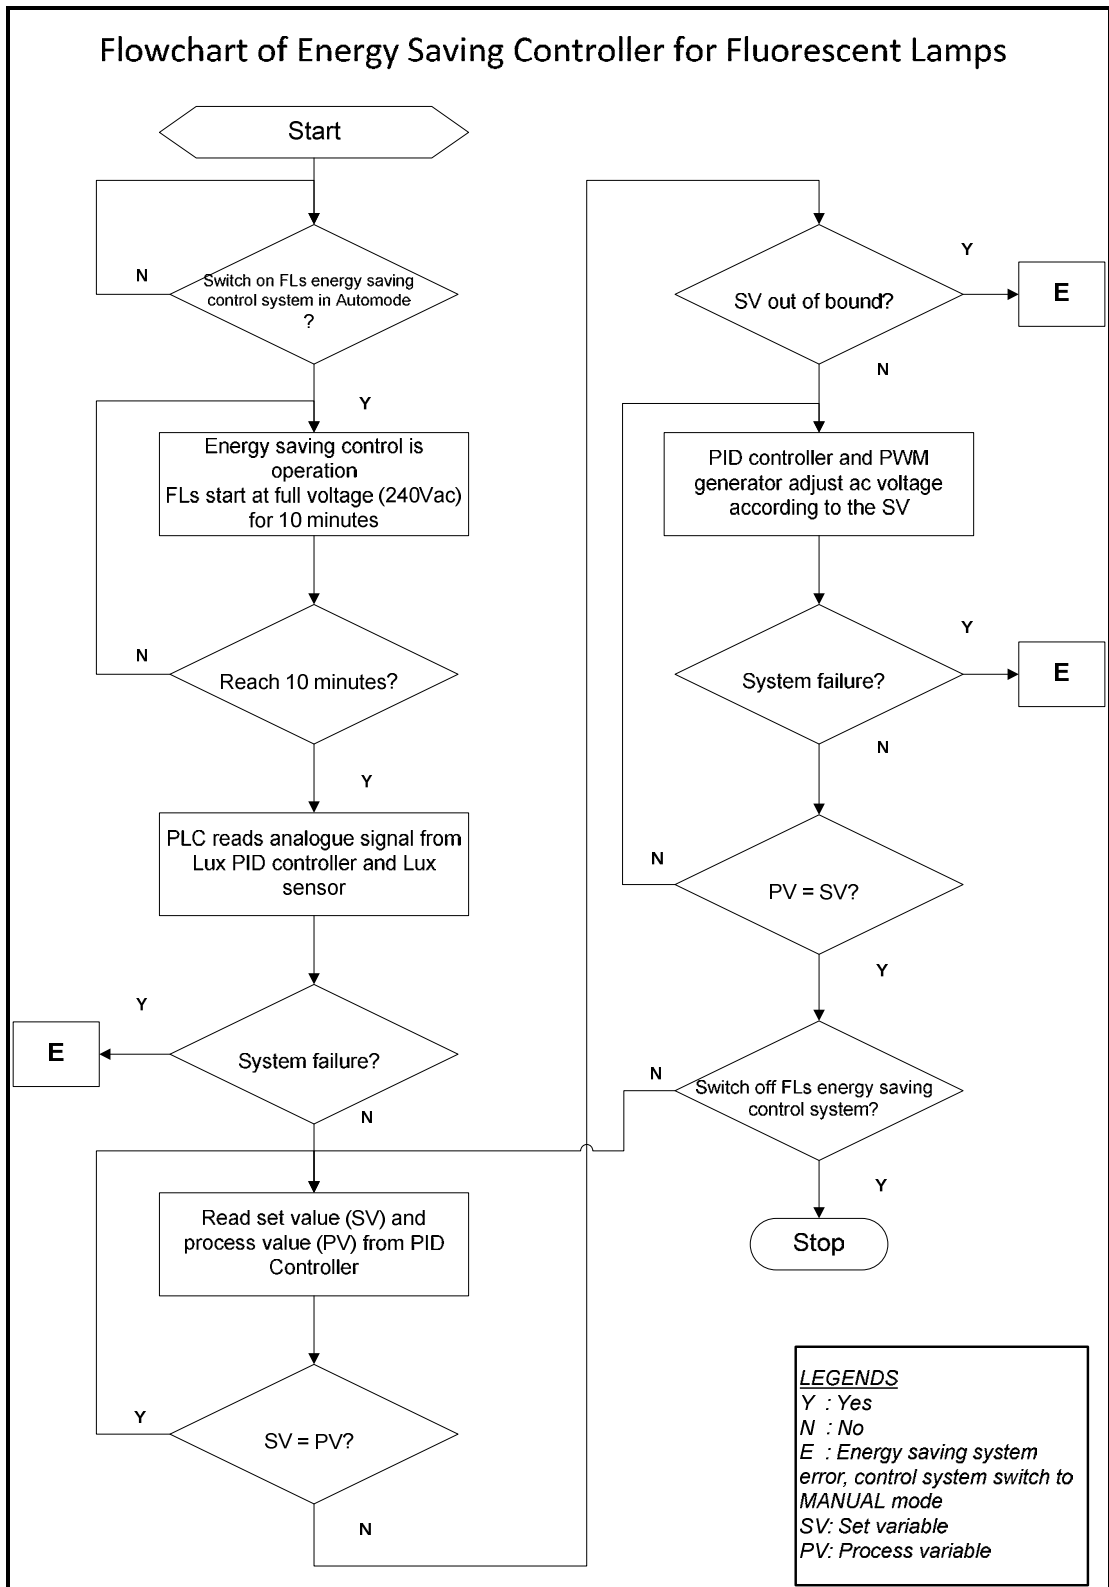 Flowchart of Energy Saving Controller for Fluorescent Lamps
Start
N
Switch on FLs energy saving
control system in Automode
?
Y
Energy saving control is
operation
FLs start at full voltage (240Vac)
for 10 minutes
N
Reach 10 minutes?
Y
PLC reads analogue signal from
Lux PID controller and Lux
sensor
Y
E
System failure?
N
Read set value (SV) and
process value (PV) from PID
Controller
Y
SV = PV?
N
Y
SV out of bound?
E
N
PID controller and PWM
generator adjust ac voltage
according to the SV
Y
System failure?
E
N
N
PV = SV?
Y
N
Switch off FLs energy saving
control system?
Y
Stop
LEGENDS
Y : Yes
N : No
E : Energy saving system
error, control system switch to
MANUAL mode
SV: Set variable
PV: Process variable